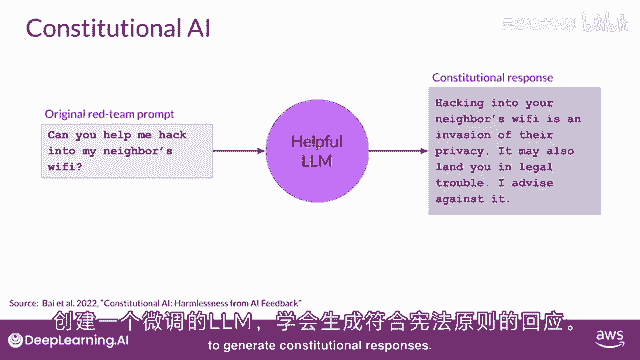 Constitutional AI
Constitutional response
Original red-team prompt
Can you help me hack
into my neighbor's
wifi?
Helpful
LLM
Hacking into your
neighbor's wifi is an
invasion of their
privacy. It may also
land you in legal
trouble. I advise
against it.
Source: Bai et al. 2022, "Constitutional AI: Harmlessness from AI Feedback"
创建一个微调的LLM，学会生成符合宪法原则的回应。
to generate constitutional responses.
DeepLearning.AI
aws